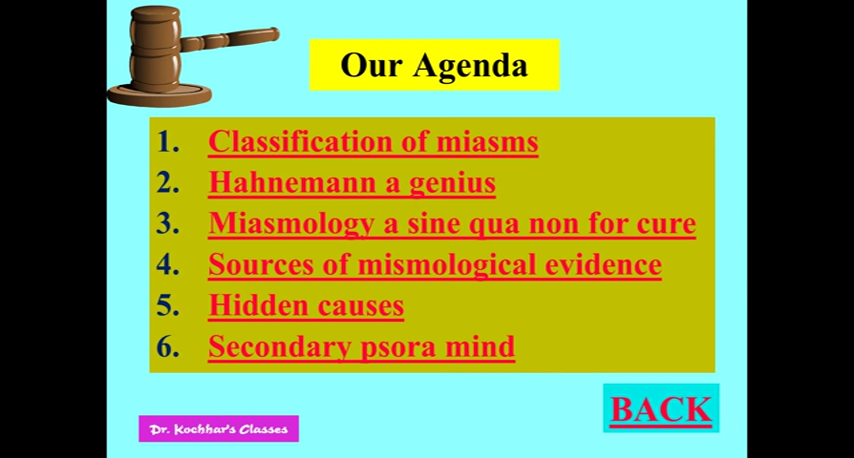 Our Agenda
1. Classification of miasms
2. Hahnemann a genius
3. Miasmology a sine qua non for cure
4. Sources of mismological evidence
5. Hidden causes
6. Secondary psora mind
BACK
Dr. Kochhar's Classes